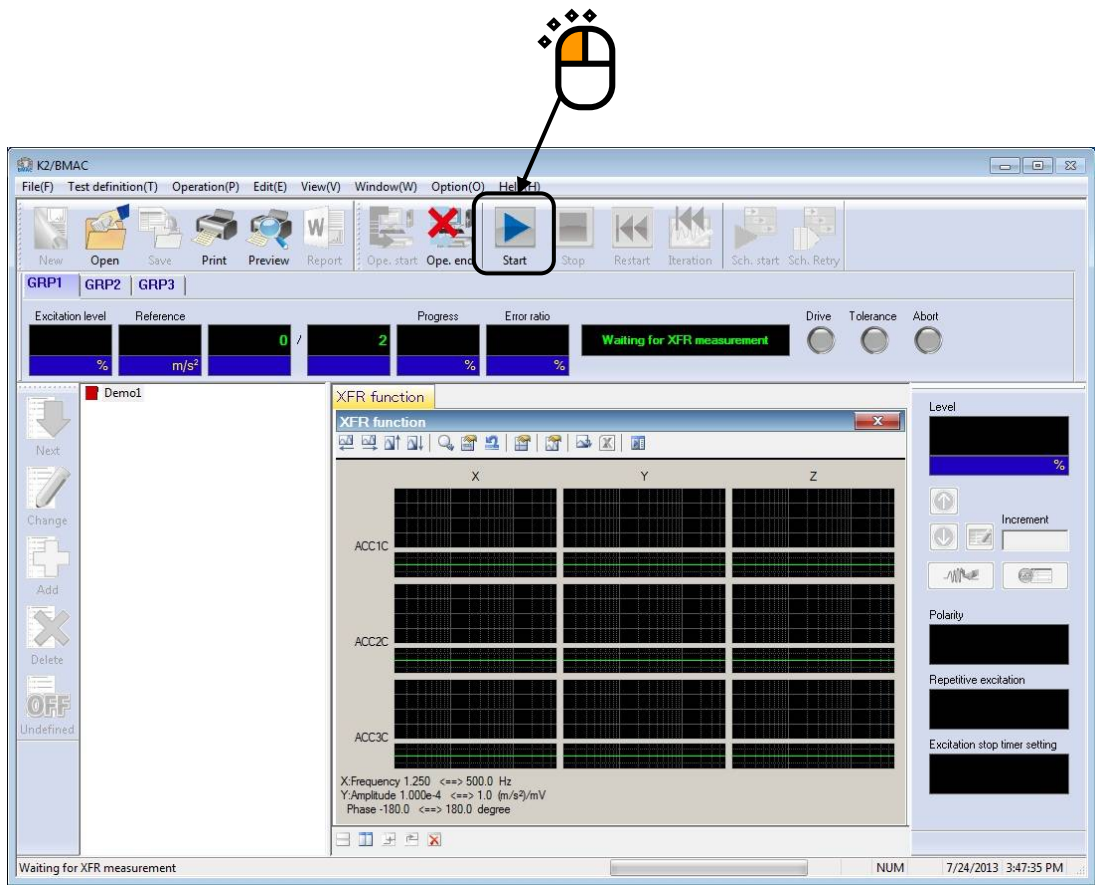 K2/BMAC
File(F) Test definition(T) Operation(P) Edit(E) View(V) Window(W) Option(O) Help(H)
New Open Save Print Preview Report Ope. start Ope. end Start Stop Restart Iteration Sch. start Sch. Retry
GRP1 GRP2 GRP3
Excitation level Reference Progress Error ratio Drive Tolerance Abort
0 / 2 Waiting for XFR measurement
% m/s² % %
Demo1
XFR function
XFR function
Next
Change
Add
Delete
OFF
Undefined
X Y Z
ACC1C
ACC2C
ACC3C
X:Frequency 1.250 <==> 500.0 Hz
Y:Amplitude 1.000e-4 <==> 1.0 (m/s²)/mV
Phase -180.0 <==> 180.0 degree
Level
%
Increment
Polarity
Repetitive excitation
Excitation stop timer setting
Waiting for XFR measurement NUM 7/24/2013 3:47:35 PM